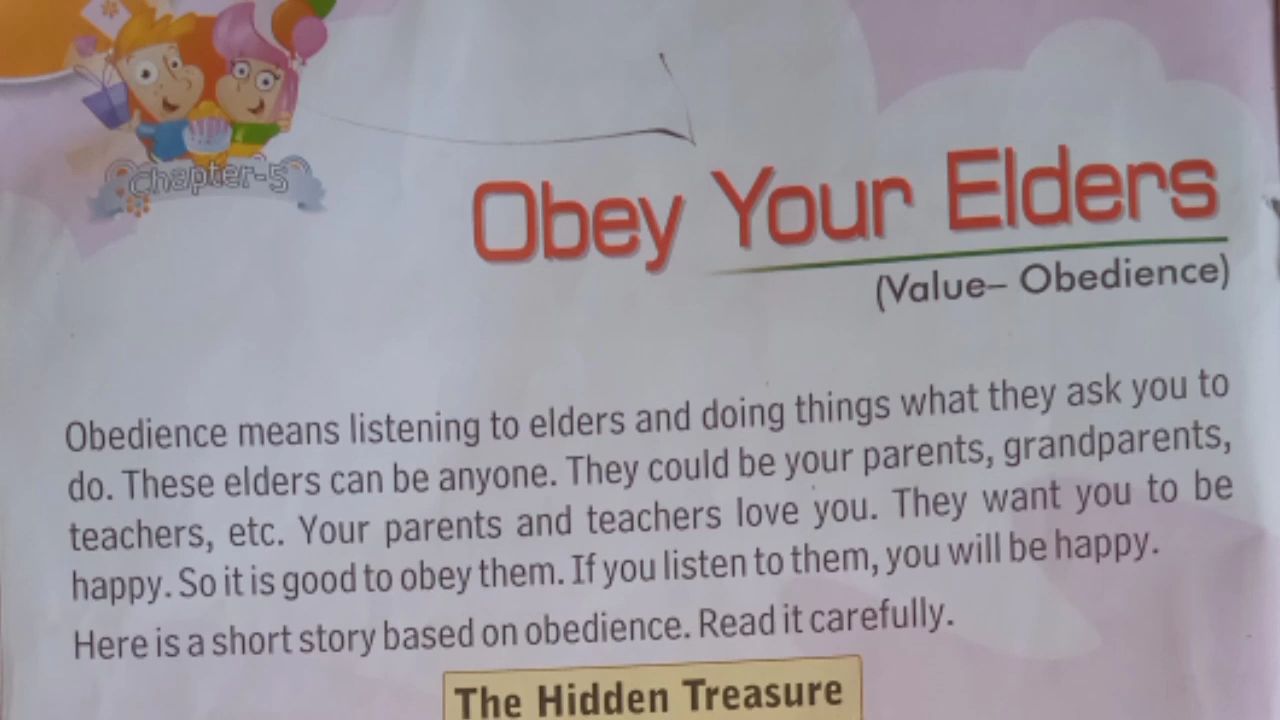 Chapter-5
Obey Your Elders
(Value– Obedience)
Obedience means listening to elders and doing things what they ask you to
do. These elders can be anyone. They could be your parents, grandparents,
teachers, etc. Your parents and teachers love you. They want you to be
happy. So it is good to obey them. If you listen to them, you will be happy.
Here is a short story based on obedience. Read it carefully.
The Hidden Treasure